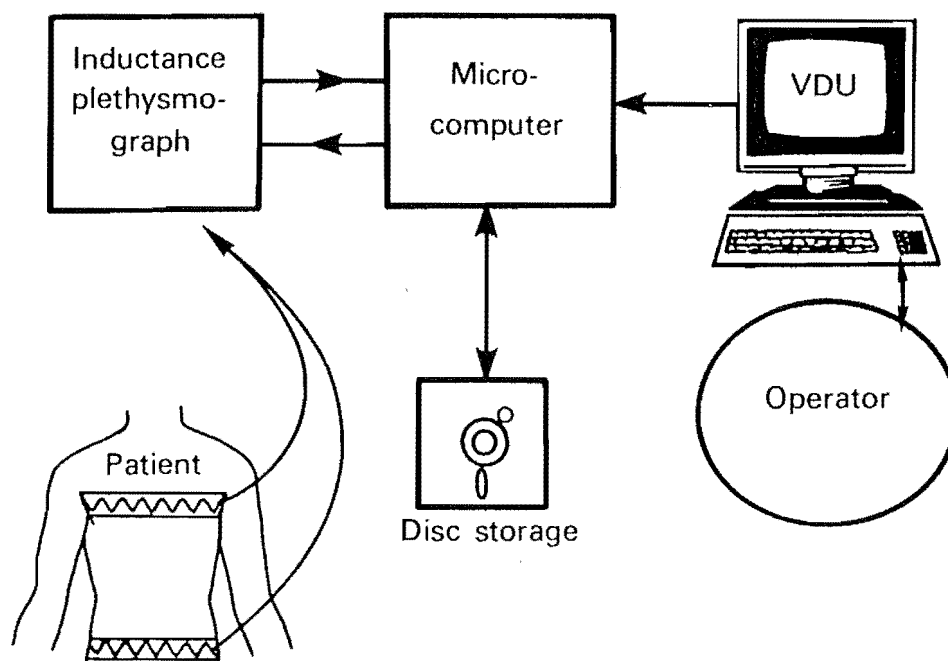 Inductance
plethysmo-
graph
Micro-
computer
VDU
Operator
Patient
Disc storage